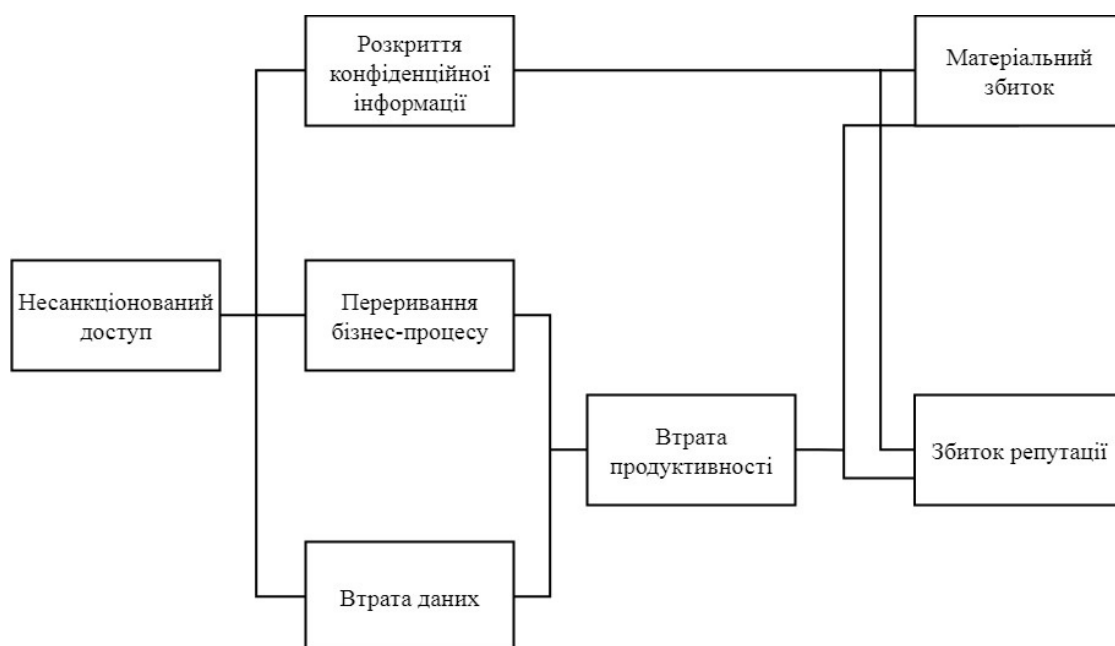 Розкриття
конфіденційної
інформації
Матеріальний
збиток
Несанкціонований
доступ
Переривання
бізнес-процесу
Втрата
продуктивності
Збиток репутації
Втрата даних